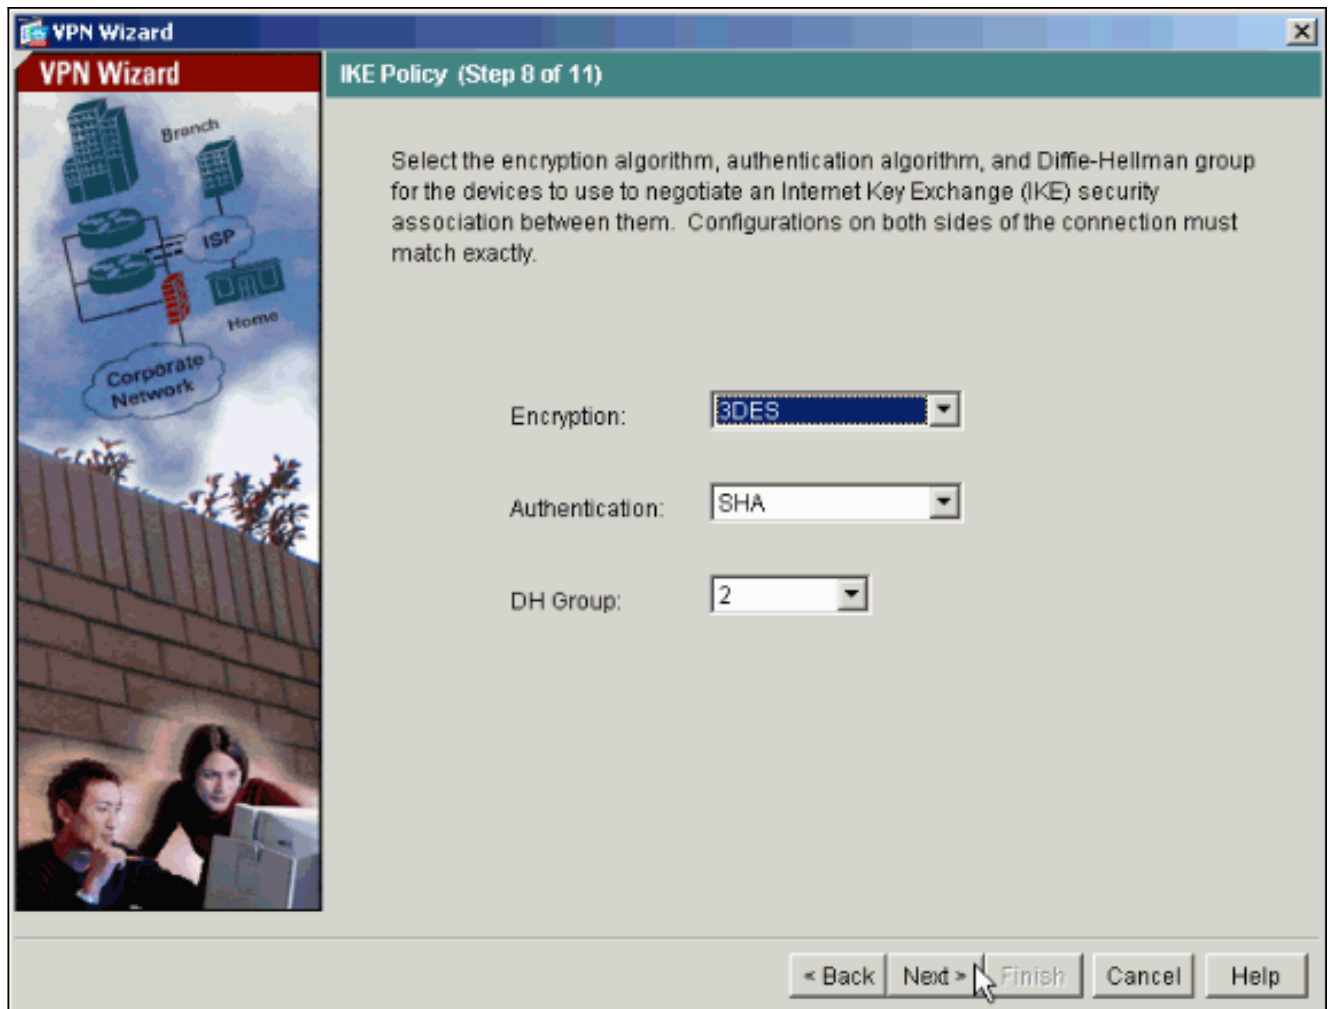 VPN Wizard
VPN Wizard
IKE Policy (Step 8 of 11)
Branch
ISP
Home
Corporate
Network
Select the encryption algorithm, authentication algorithm, and Diffie-Hellman group
for the devices to use to negotiate an Internet Key Exchange (IKE) security
association between them. Configurations on both sides of the connection must
match exactly.
Encryption: 3DES
Authentication: SHA
DH Group: 2
< Back Next > Finish Cancel Help